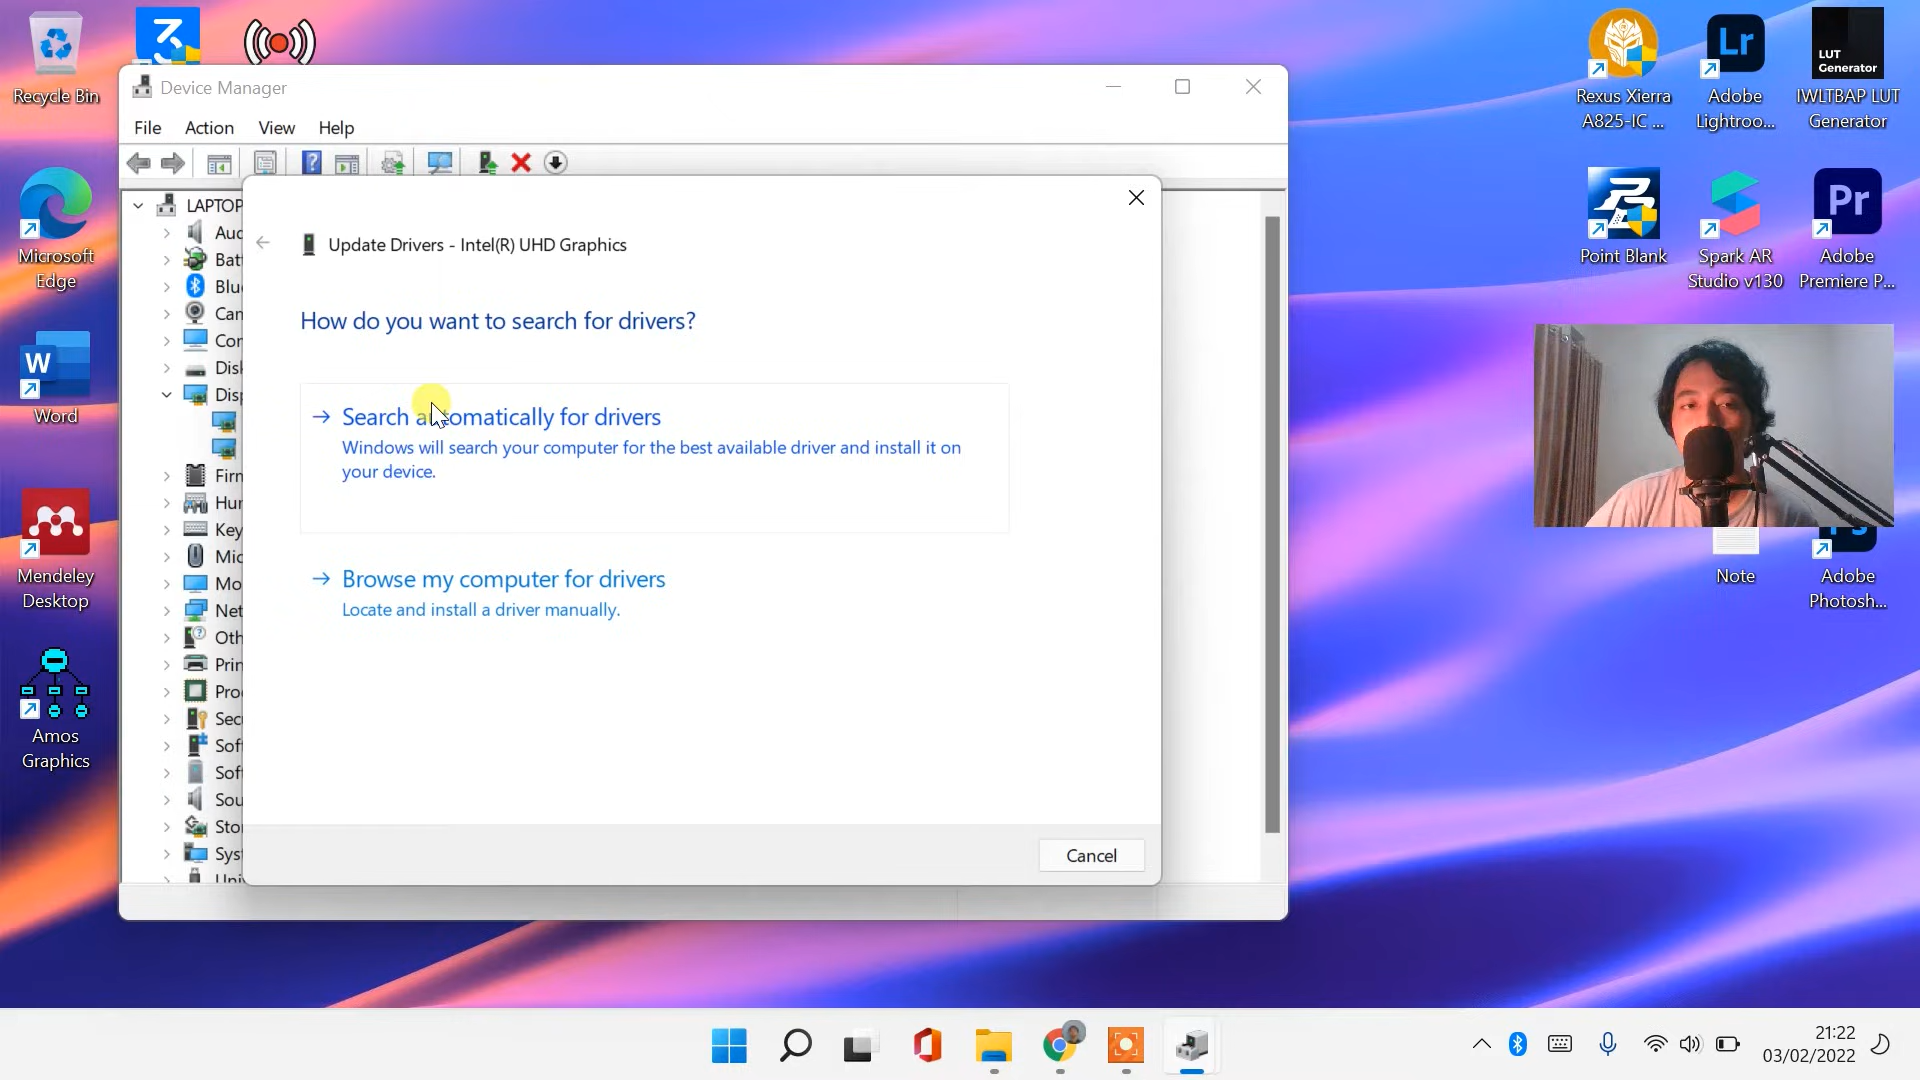 Recycle Bin
Microsoft
Edge
Word
Mendeley
Desktop
Amos
Graphics
Device Manager
File Action View Help
LAPTOP
Update Drivers - Intel(R) UHD Graphics
How do you want to search for drivers?
Search automatically for drivers
Windows will search your computer for the best available driver and install it on
your device.
Browse my computer for drivers
Locate and install a driver manually.
Cancel
Rexus Xierra
A825-IC ...
Lr
Adobe
Lightroo...
LUT
Generator
IWLTBAP LUT
Generator
Point Blank
Spark AR
Studio v130
Pr
Adobe
Premiere P...
Note
Adobe
Photosh...
21:22
03/02/2022